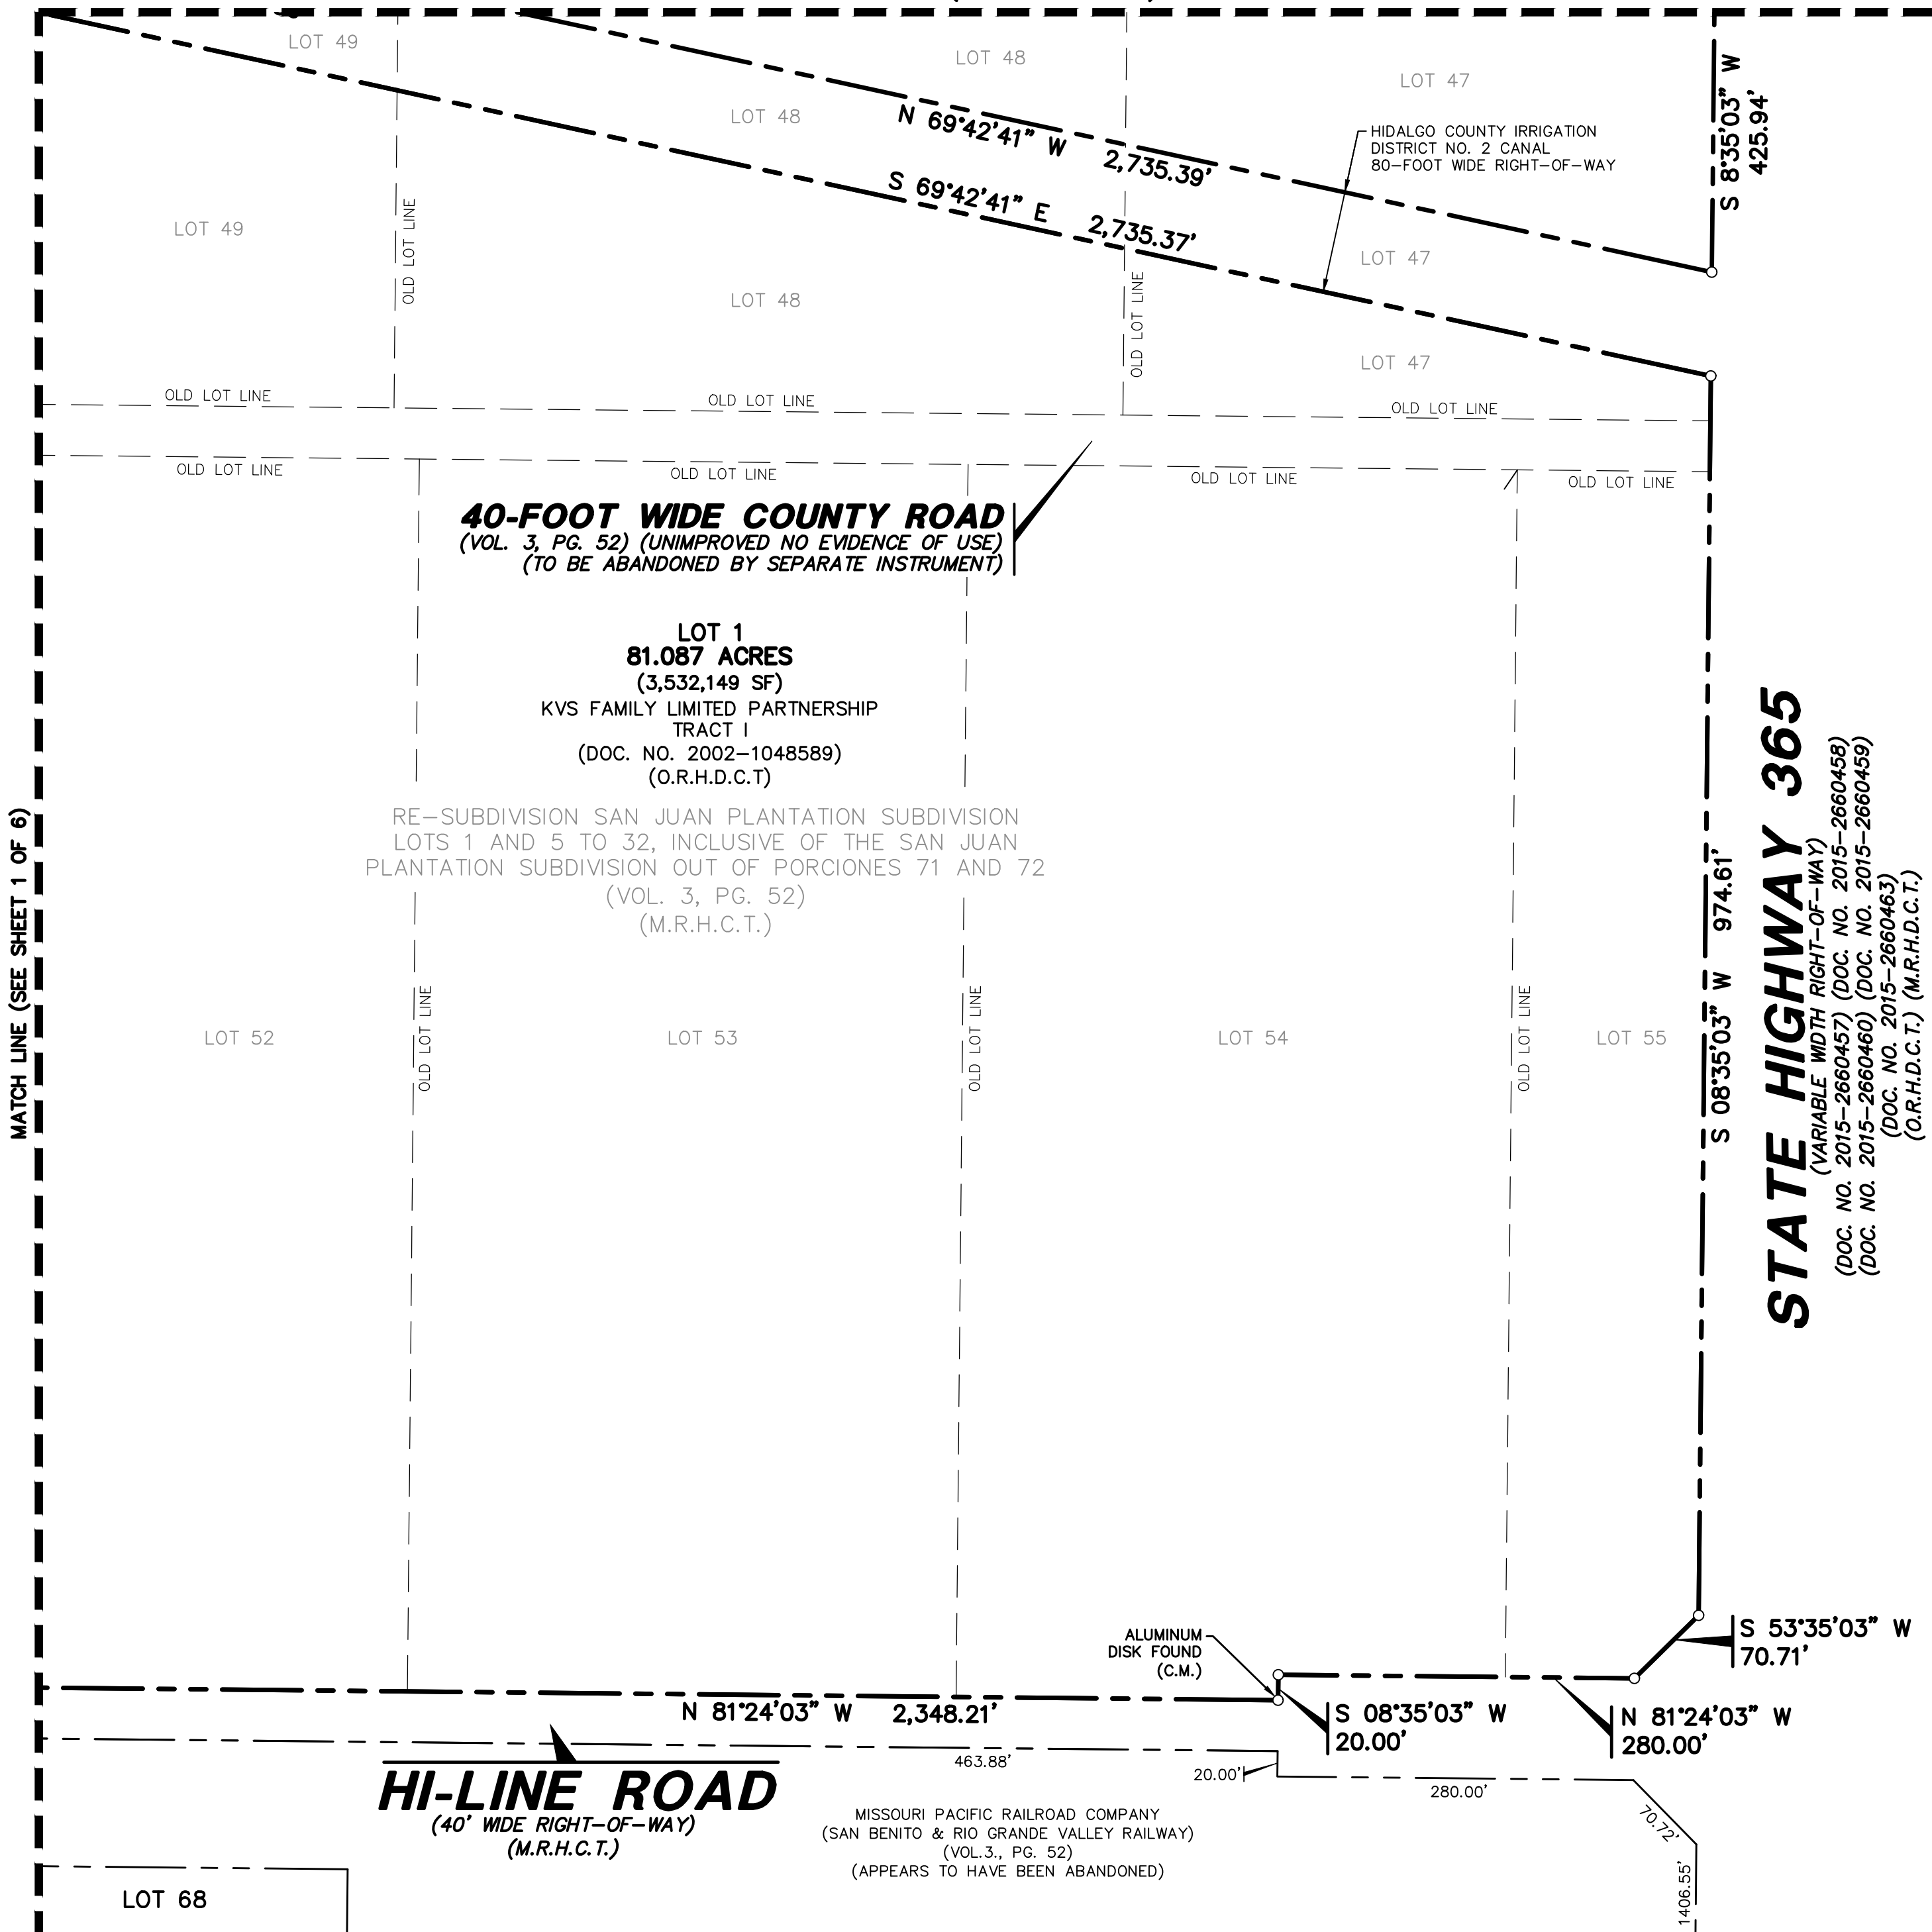 LOT 49
LOT 48
LOT 47
S 8°35'03" W
425.94'
LOT 48
N 69°42'41" W 2,735.39'
HIDALGO COUNTY IRRIGATION
DISTRICT NO. 2 CANAL
80-FOOT WIDE RIGHT-OF-WAY
S 69°42'41" E 2,735.37'
LOT 49
OLD LOT LINE
LOT 48
OLD LOT LINE
LOT 47
LOT 47
OLD LOT LINE
OLD LOT LINE
OLD LOT LINE
OLD LOT LINE
OLD LOT LINE
OLD LOT LINE
OLD LOT LINE
40-FOOT WIDE COUNTY ROAD
(VOL. 3, PG. 52) (UNIMPROVED NO EVIDENCE OF USE)
(TO BE ABANDONED BY SEPARATE INSTRUMENT)
LOT 1
81.087 ACRES
(3,532,149 SF)
KVS FAMILY LIMITED PARTNERSHIP
TRACT I
(DOC. NO. 2002-1048589)
(O.R.H.D.C.T)
RE-SUBDIVISION SAN JUAN PLANTATION SUBDIVISION
LOTS 1 AND 5 TO 32, INCLUSIVE OF THE SAN JUAN
PLANTATION SUBDIVISION OUT OF PORCIONES 71 AND 72
(VOL. 3, PG. 52)
(M.R.H.C.T.)
MATCH LINE (SEE SHEET 1 OF 6)
LOT 52
OLD LOT LINE
LOT 53
OLD LOT LINE
LOT 54
OLD LOT LINE
LOT 55
S 08°35'03" W 974.61'
STATE HIGHWAY 365
(VARIABLE WIDTH RIGHT-OF-WAY)
(DOC. NO. 2015-2660457) (DOC. NO. 2015-2660458)
(DOC. NO. 2015-2660460) (DOC. NO. 2015-2660459)
(DOC. NO. 2015-2660463)
(O.R.H.D.C.T.) (M.R.H.D.C.T.)
ALUMINUM
DISK FOUND
(C.M.)
S 53°35'03" W
70.71'
N 81°24'03" W 2,348.21'
S 08°35'03" W
20.00'
N 81°24'03" W
280.00'
463.88'
20.00'
280.00'
70.72'
1406.55'
HI-LINE ROAD
(40' WIDE RIGHT-OF-WAY)
(M.R.H.C.T.)
MISSOURI PACIFIC RAILROAD COMPANY
(SAN BENITO & RIO GRANDE VALLEY RAILWAY)
(VOL.3., PG. 52)
(APPEARS TO HAVE BEEN ABANDONED)
LOT 68